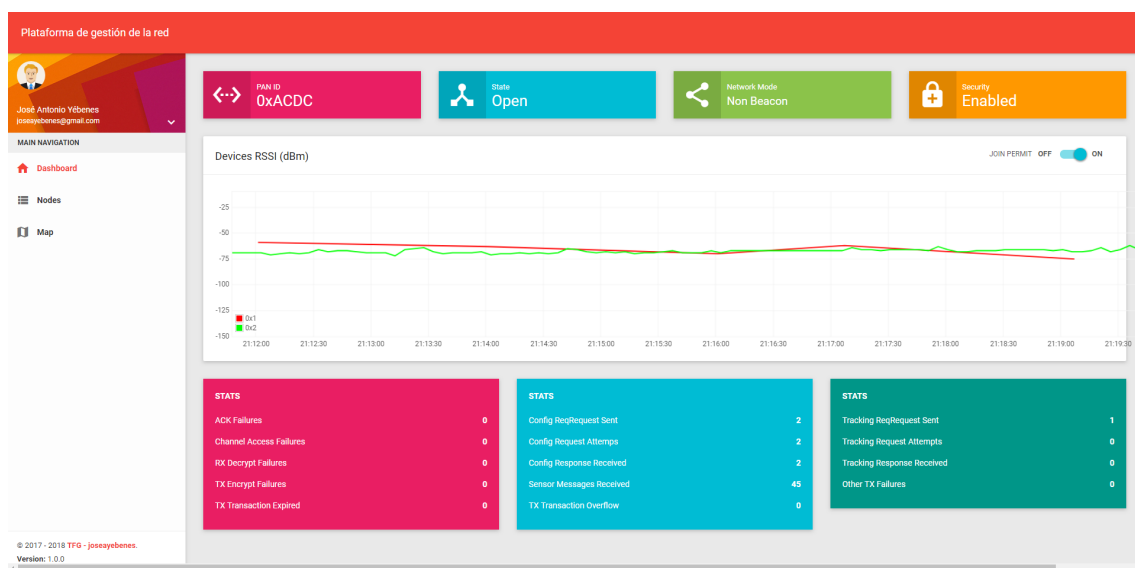 Plataforma de gestión de la red
José Antonio Yébenes
joseayebenes@gmail.com
MAIN NAVIGATION
Dashboard
Nodes
Map
© 2017 - 2018 TFG - joseayebenes.
Version: 1.0.0
PAN ID
0xACDC
State
Open
Network Mode
Non Beacon
Security
Enabled
Devices RSSI (dBm)
JOIN PERMIT OFF ON
-25
-50
-75
-100
-125
-150
0x1
0x2
21:12:00 21:12:30 21:13:00 21:13:30 21:14:00 21:14:30 21:15:00 21:15:30 21:16:00 21:16:30 21:17:00 21:17:30 21:18:00 21:18:30 21:19:00 21:19:30
STATS
ACK Failures 0
Channel Access Failures 0
RX Decrypt Failures 0
TX Encrypt Failures 0
TX Transaction Expired 0
STATS
Config ReqRequest Sent 2
Config Request Attemps 2
Config Response Received 2
Sensor Messages Received 45
TX Transaction Overflow 0
STATS
Tracking ReqRequest Sent 1
Tracking Request Attempts 0
Tracking Response Received 0
Other TX Failures 0